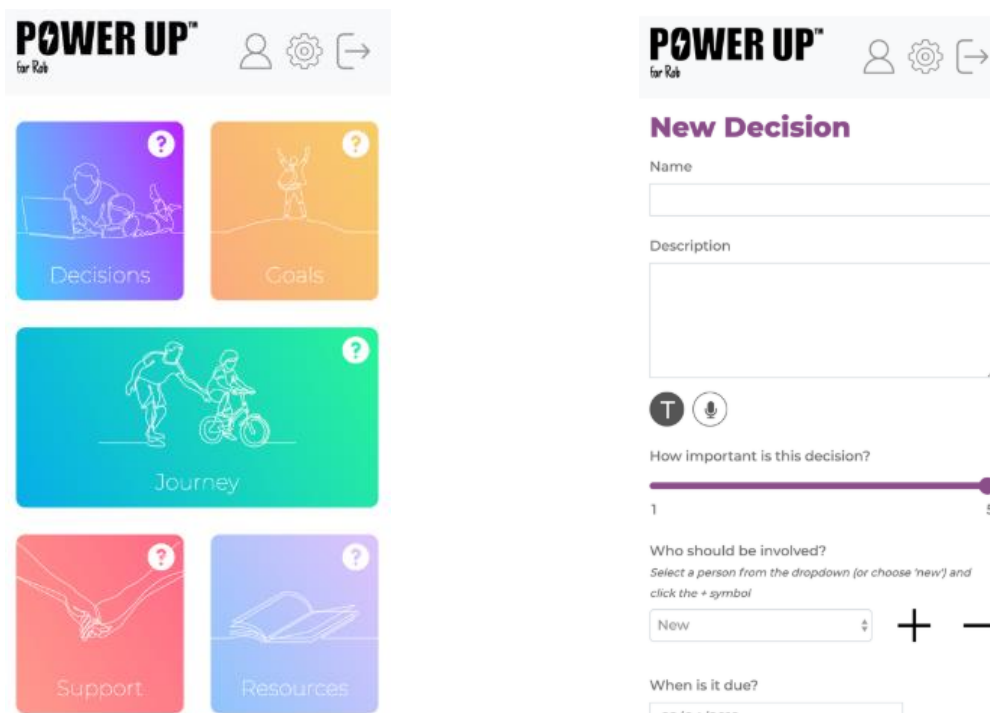 POWER UP™
for Rob
?
?
Decisions
Goals
?
Journey
?
?
Support
Resources
POWER UP™
for Rob
New Decision
Name
Description
T
How important is this decision?
1
Who should be involved?
Select a person from the dropdown (or choose 'new') and
click the + symbol
New
+ −
When is it due?